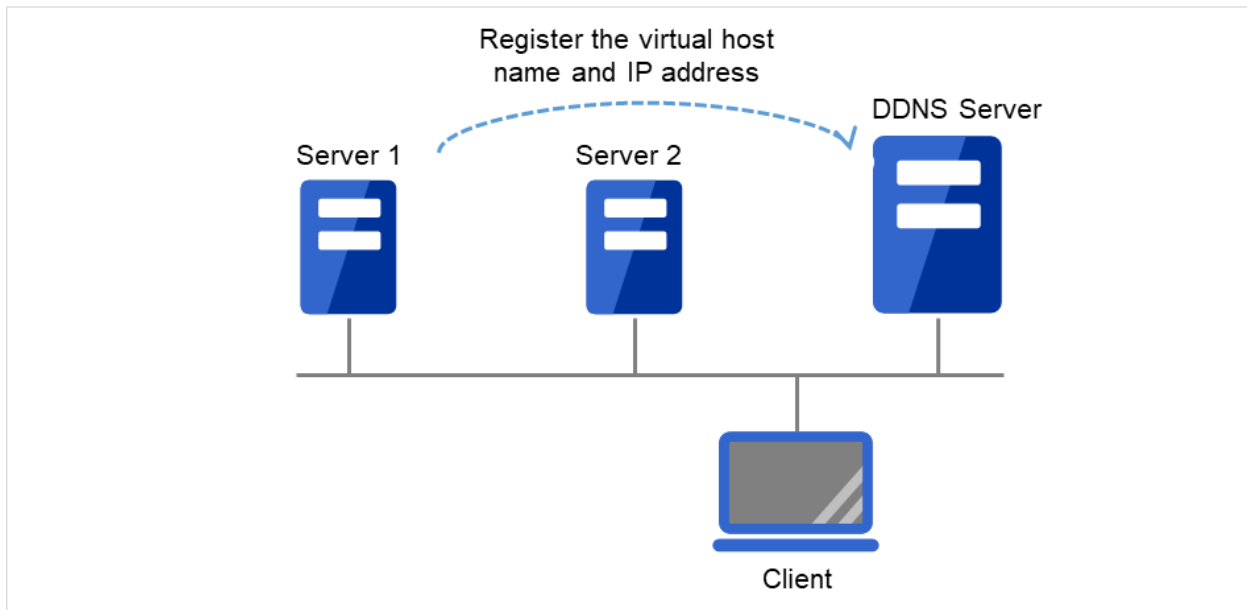 Register the virtual host
name and IP address
DDNS Server
Server 1
Server 2
Client